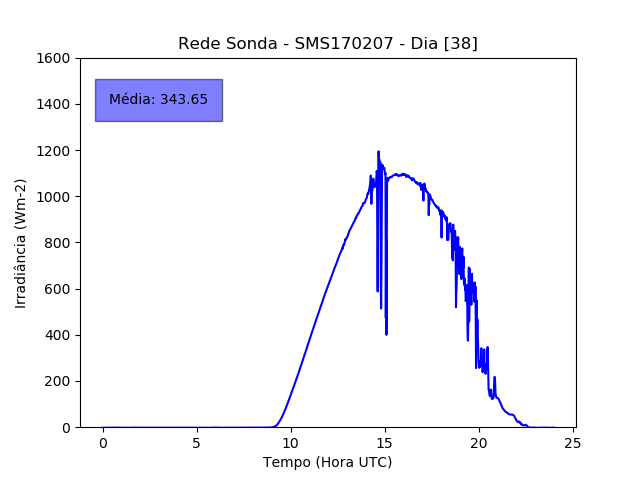 Rede Sonda - SMS170207 - Dia [38]
1600
1400
1200
1000
800
600
400
200
0
Média: 343.65
Irradiância (Wm-2)
0 5 10 15 20 25
Tempo (Hora UTC)